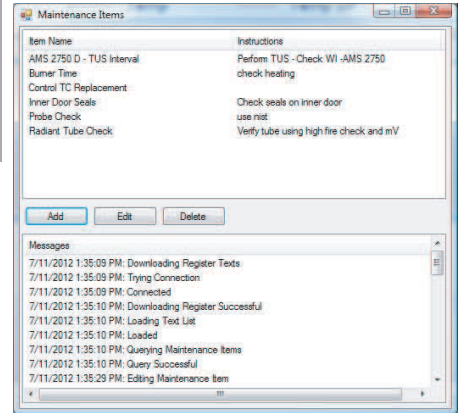 Maintenance Items
Item Name Instructions
AMS 2750 D - TUS Interval Perform TUS - Check WI -AMS 2750
Burner Time check heating
Control TC Replacement
Inner Door Seals Check seals on inner door
Probe Check use nist
Radiant Tube Check Verify tube using high fire check and mV
Add Edit Delete
Messages
7/11/2012 1:35:09 PM: Downloading Register Texts
7/11/2012 1:35:09 PM: Trying Connection
7/11/2012 1:35:09 PM: Connected
7/11/2012 1:35:10 PM: Downloading Register Successful
7/11/2012 1:35:10 PM: Loading Text List
7/11/2012 1:35:10 PM: Loaded
7/11/2012 1:35:10 PM: Querying Maintenance Items
7/11/2012 1:35:10 PM: Query Successful
7/11/2012 1:35:29 PM: Editing Maintenance Item